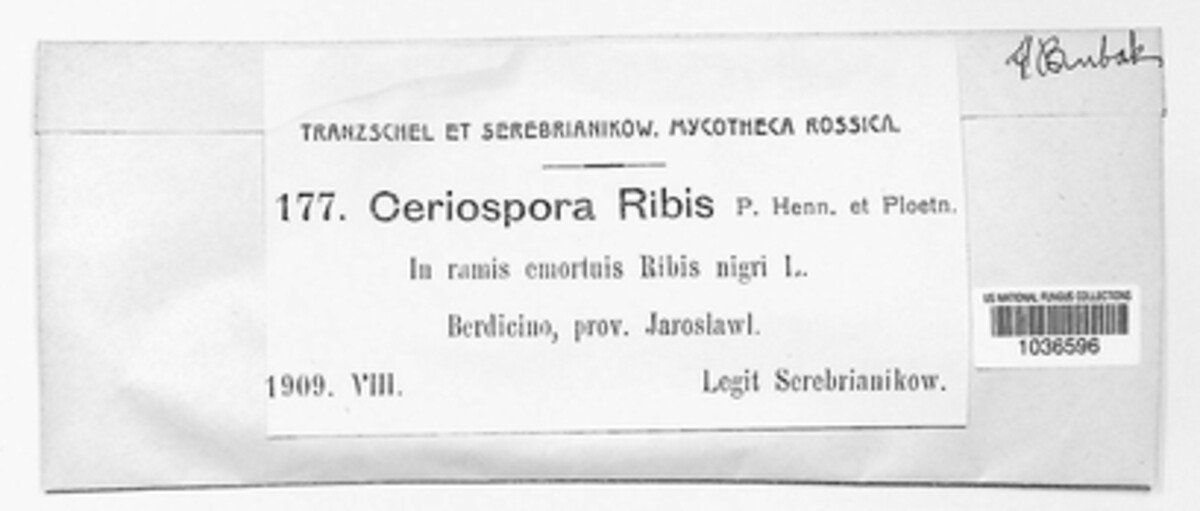 Bubak
TRANZSCHEL ET SEREBRIANIKOW. MYCOTHECA ROSSICA.
177. Ceriospora Ribis P. Henn. et Ploetn.
In ramis emortuis Ribis nigri L.
Berdicino, prov. Jaroslawl.
1909. VIII. Legit Serebrianikow.
US NATIONAL FUNGUS COLLECTIONS
1036596